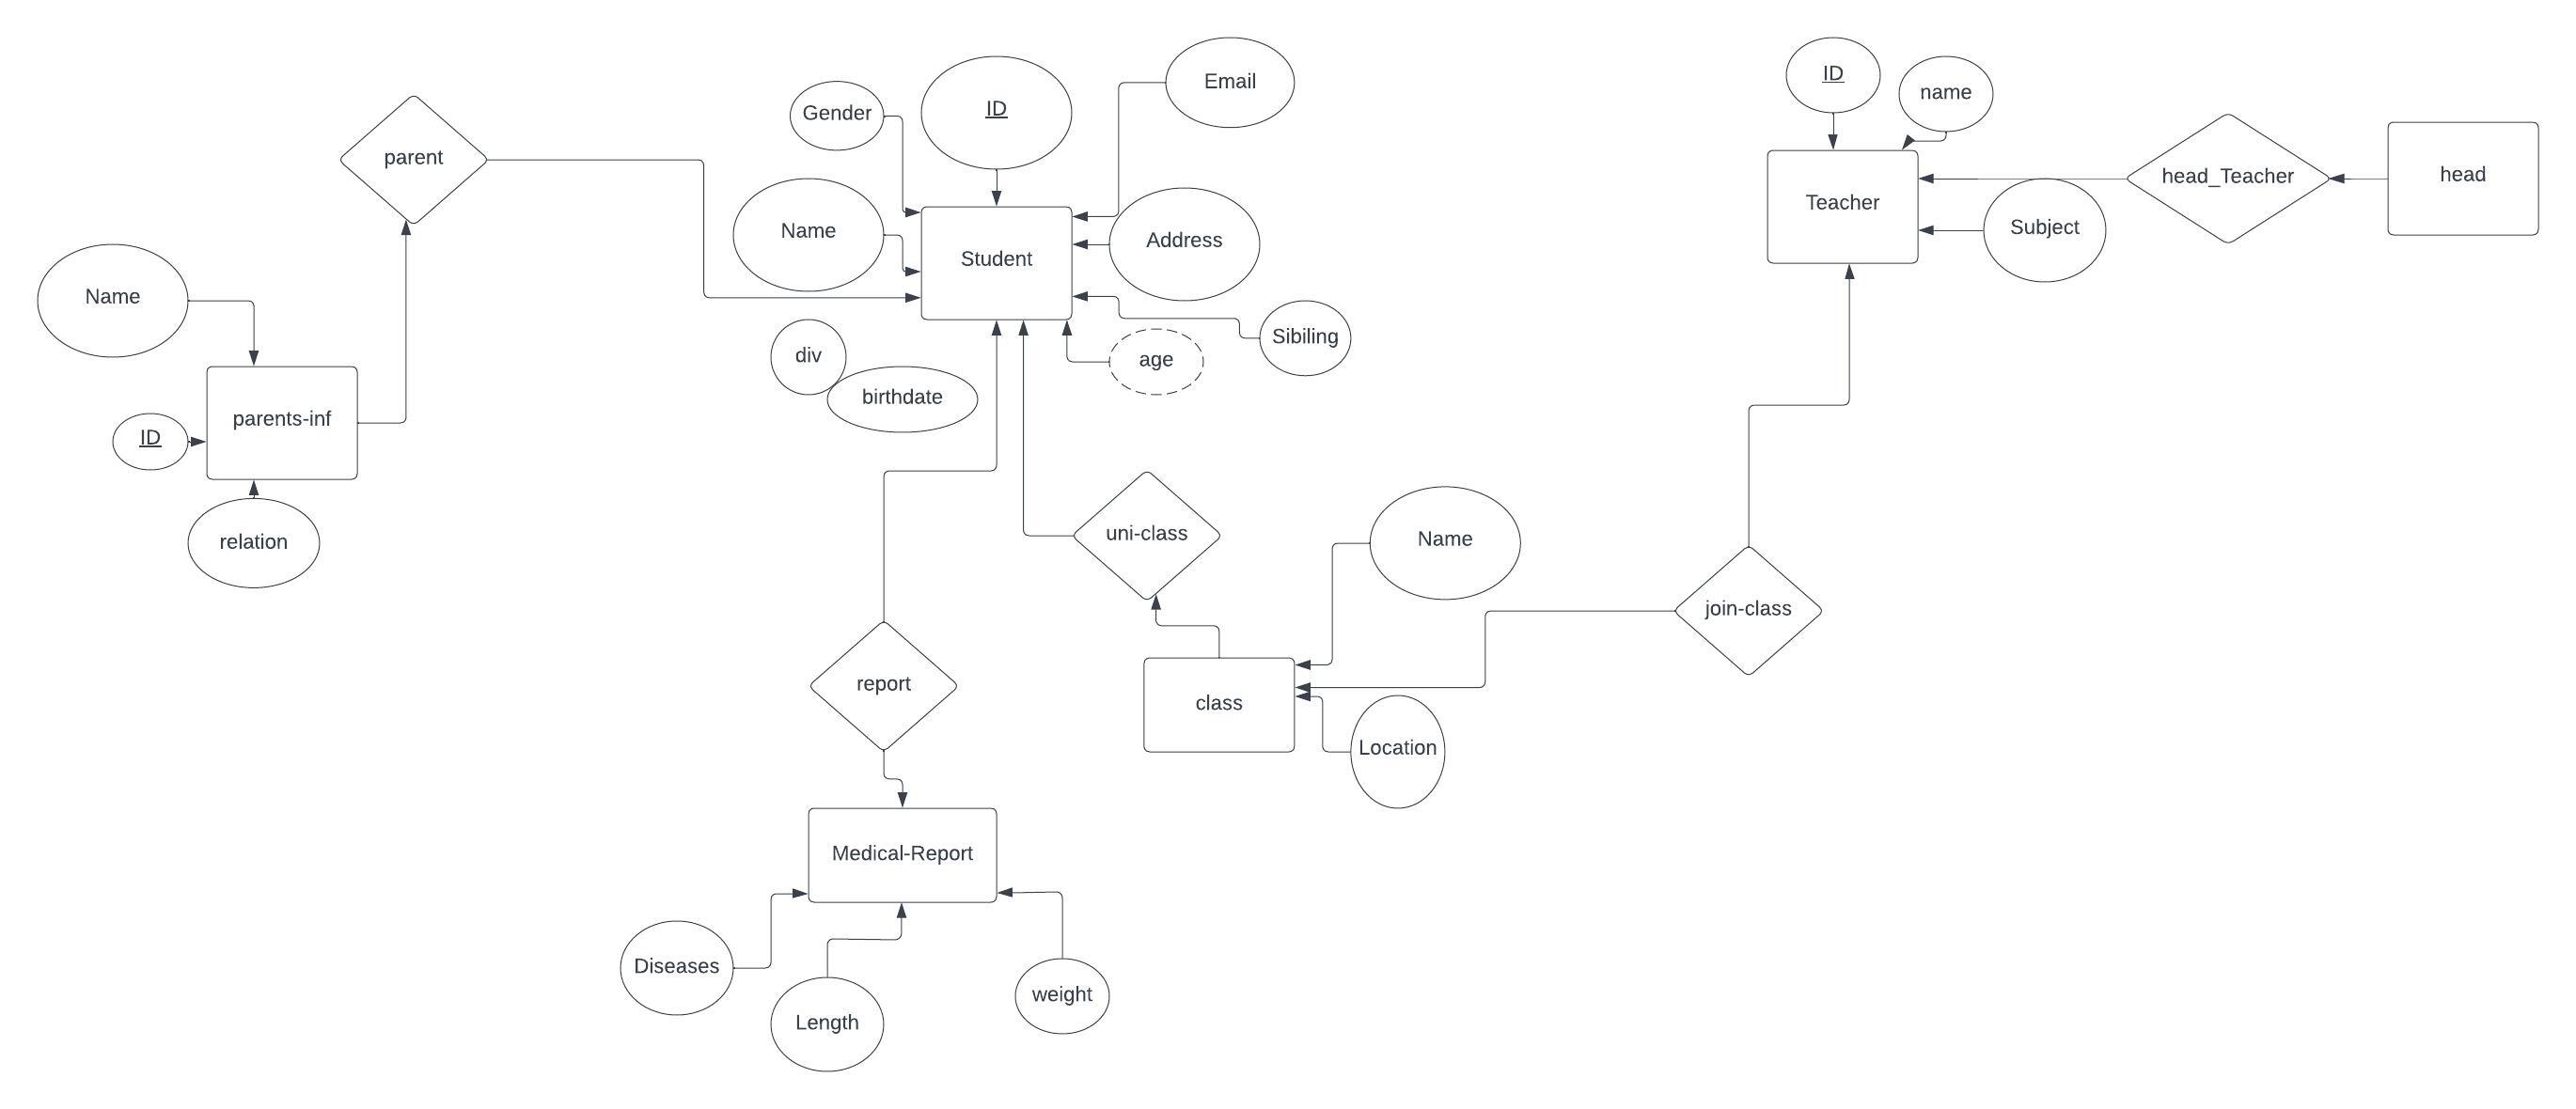 ID
Email
Gender
ID
name
parent
head
head_Teacher
Teacher
Subject
Name
Address
Student
Name
Sibiling
div
age
birthdate
parents-inf
ID
relation
uni-class
Name
join-class
report
class
Location
Medical-Report
Diseases
weight
Length